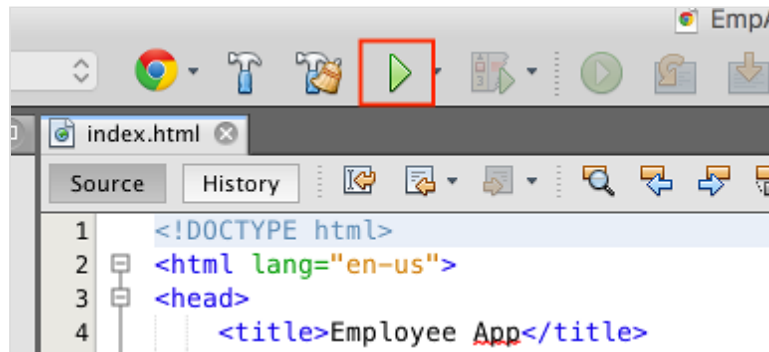 EmpA
index.html
Source History
1 <!DOCTYPE html>
2 <html lang="en-us">
3 <head>
4 <title>Employee App</title>